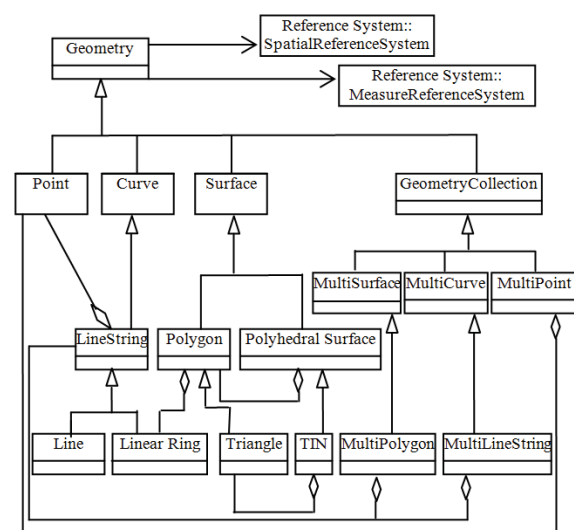 Reference System::
SpatialReferenceSystem
Geometry
Reference System::
MeasureReferenceSystem
Point
Curve
Surface
GeometryCollection
MultiSurface
MultiCurve
MultiPoint
LineString
Polygon
Polyhedral Surface
Line
Linear Ring
Triangle
TIN
MultiPolygon
MultiLineString